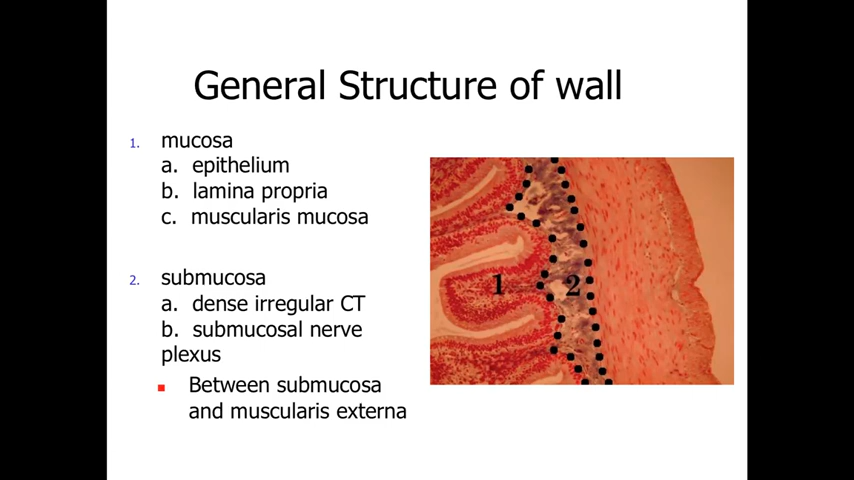 General Structure of wall
1. mucosa
a. epithelium
b. lamina propria
c. muscularis mucosa
2. submucosa
a. dense irregular CT
b. submucosal nerve
plexus
Between submucosa
and muscularis externa
1 2